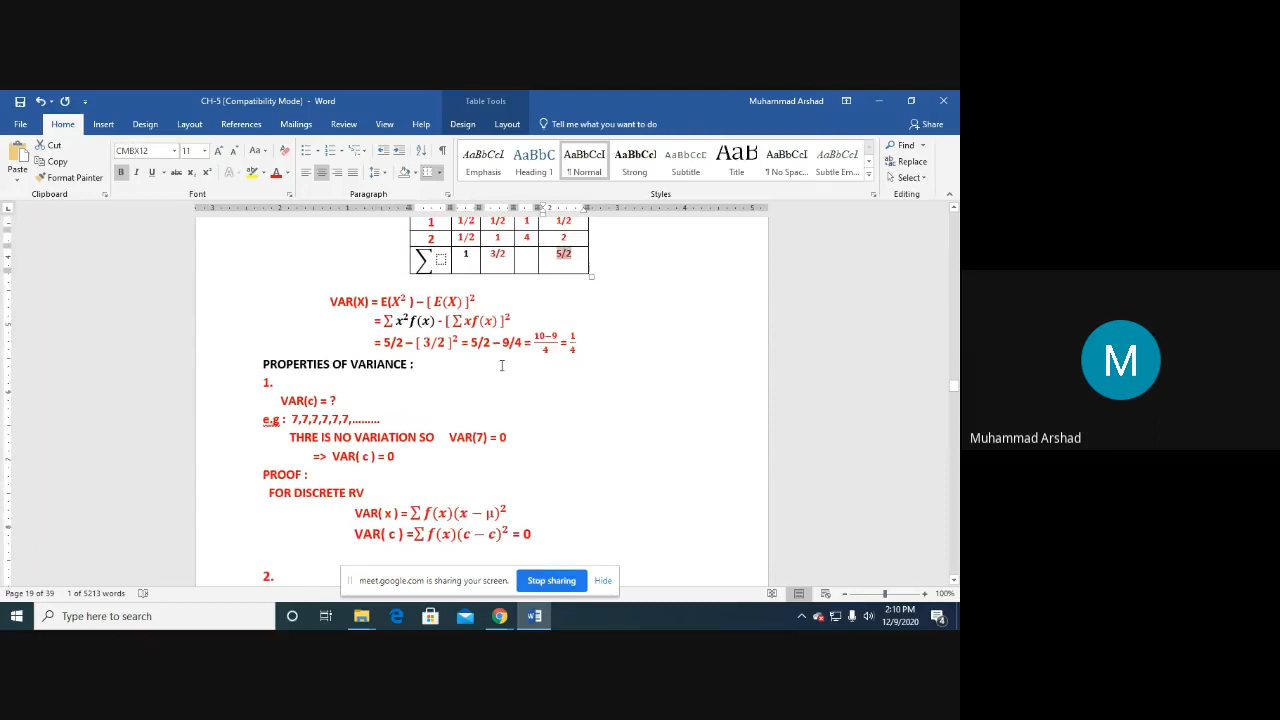 CH-5 [Compatibility Mode] - Word
Table Tools
Muhammad Arshad
File Home Insert Design Layout References Mailings Review View Help Design Layout Tell me what you want to do Share
Paste Cut Copy Format Painter
Clipboard
CMBX12 11
Font
Paragraph
AaBbCcI Emphasis
AaBbC Heading 1
AaBbCcI ¶ Normal
AaBbCc Strong
AaBbCcD Subtitle
AaB Title
AaBbCcI ¶ No Spac...
AaBbCcI Subtle Em...
Styles
Find
Replace
Select
Editing
1 1/2 1/2 1 1/2
2 1/2 1 4 2
∑ 1 3/2 5/2
VAR(X) = E(X² ) – [ E(X) ]²
= ∑ x²f(x) - [ ∑ xf(x) ]²
= 5/2 – [ 3/2 ]² = 5/2 – 9/4 = 10−9/4 = 1/4
PROPERTIES OF VARIANCE :
1.
VAR(c) = ?
e.g : 7,7,7,7,7,7,.........
THRE IS NO VARIATION SO VAR(7) = 0
=> VAR( c ) = 0
PROOF :
FOR DISCRETE RV
VAR( x ) = ∑ f(x)(x − µ)²
VAR( c ) =∑ f(x)(c − c)² = 0
2.
meet.google.com is sharing your screen. Stop sharing Hide
Page 19 of 39 1 of 5213 words 100%
Type here to search
2:10 PM
12/9/2020
4
M
Muhammad Arshad